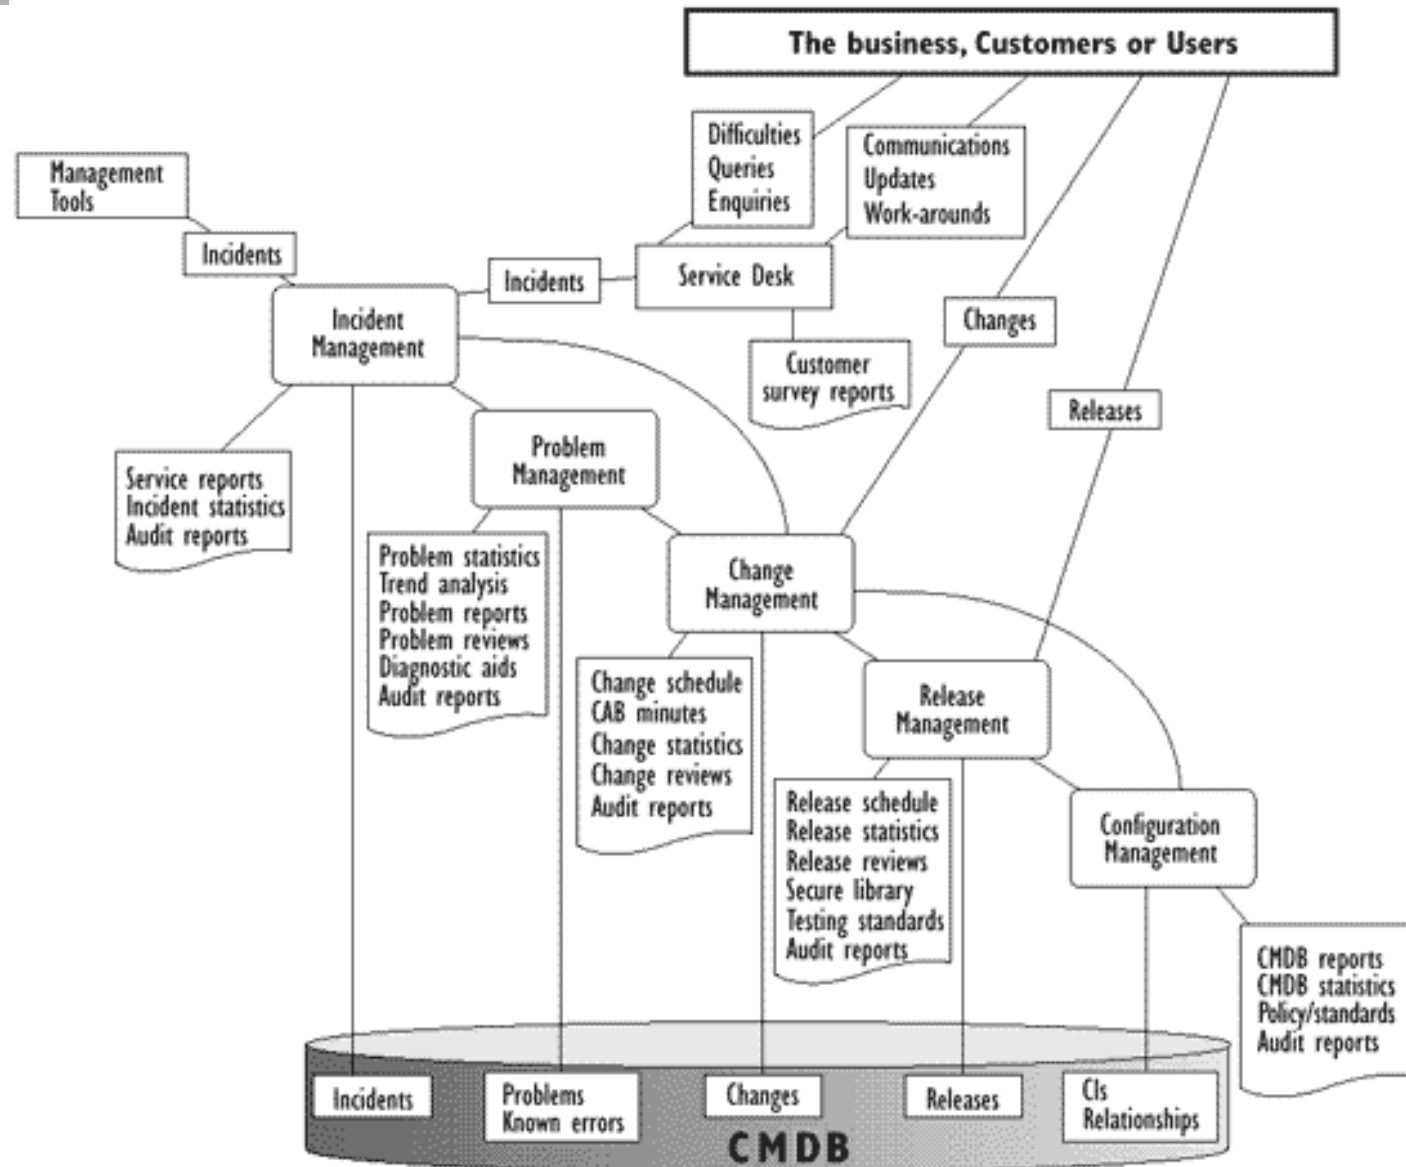 The business, Customers or Users
Difficulties
Queries
Enquiries
Communications
Updates
Work-arounds
Management
Tools
Incidents
Incidents
Service Desk
Incident
Management
Changes
Customer
survey reports
Releases
Problem
Management
Service reports
Incident statistics
Audit reports
Problem statistics
Trend analysis
Problem reports
Problem reviews
Diagnostic aids
Audit reports
Change
Management
Change schedule
CAB minutes
Change statistics
Change reviews
Audit reports
Release
Management
Release schedule
Release statistics
Release reviews
Secure library
Testing standards
Audit reports
Configuration
Management
CMDB reports
CMDB statistics
Policy/standards
Audit reports
Incidents
Problems
Known errors
Changes
Releases
CIs
Relationships
CMDB